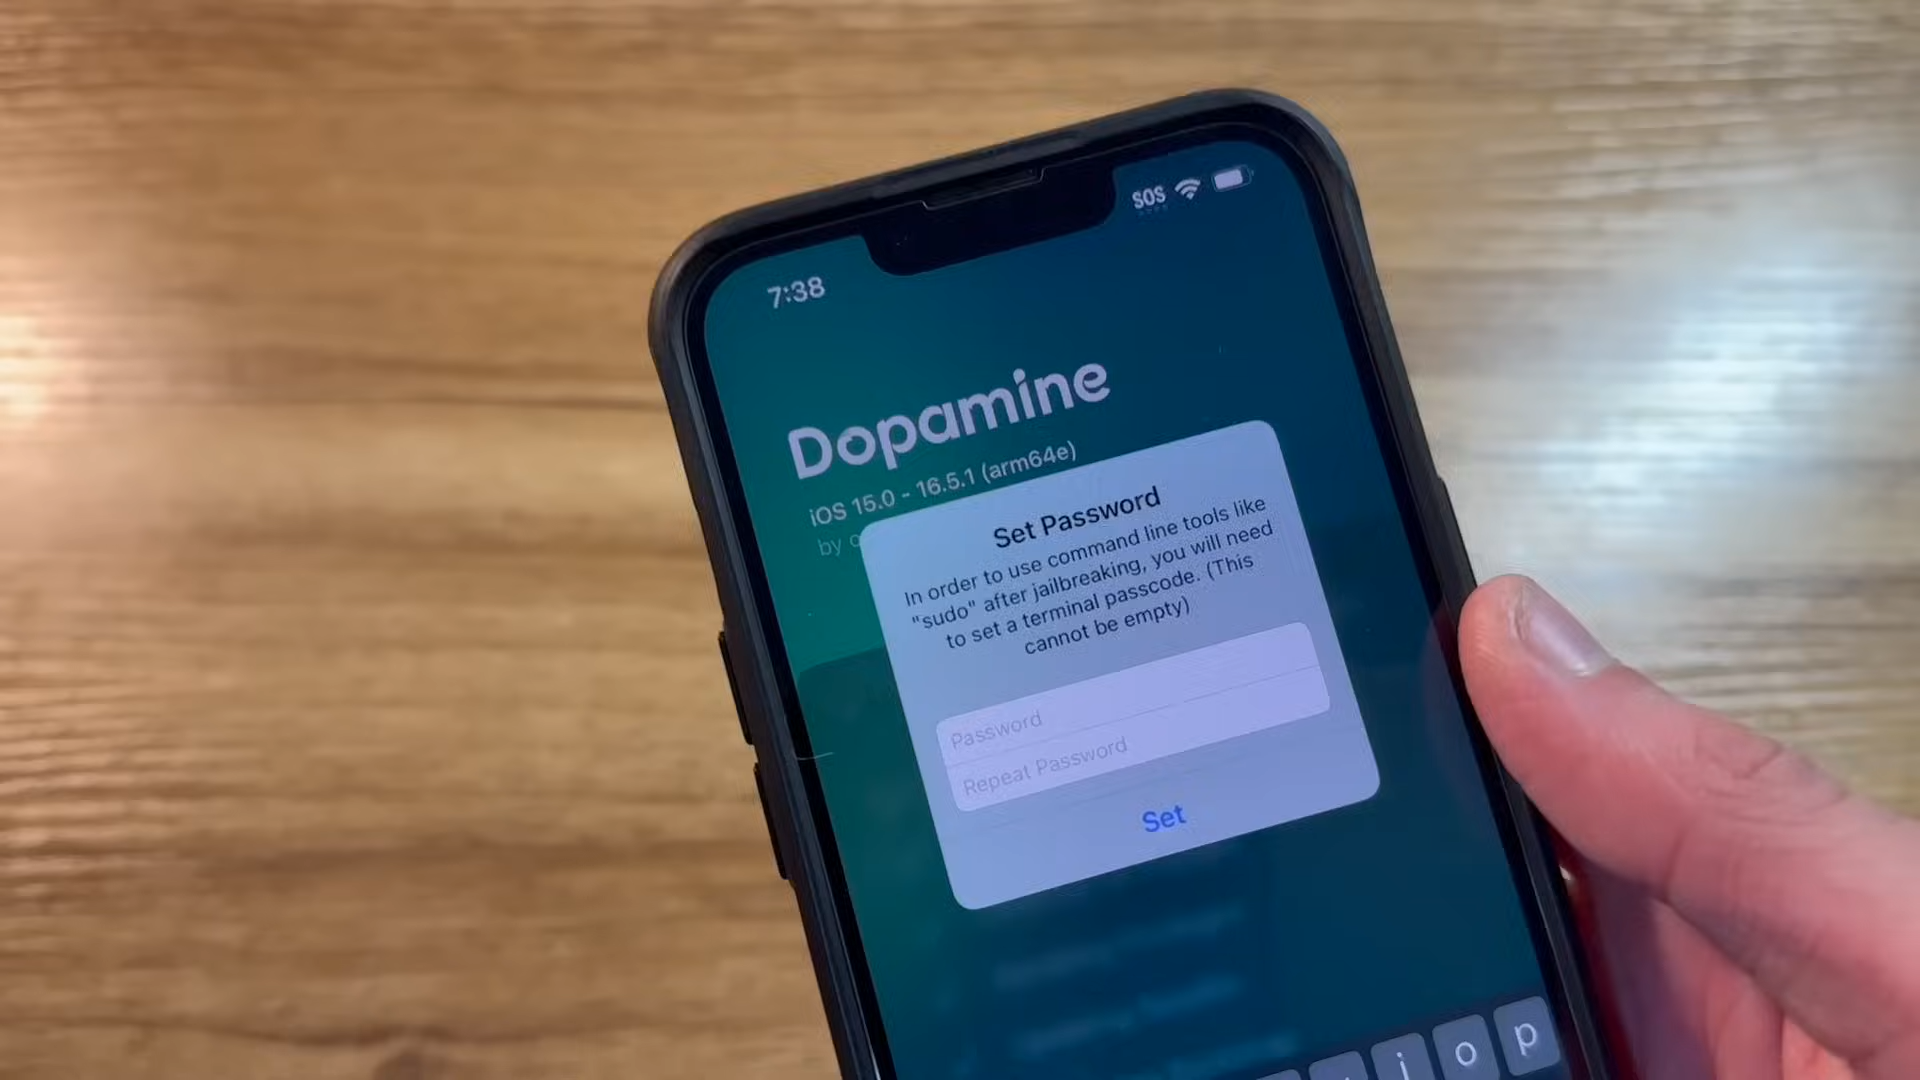 SOS
7:38
Dopamine
iOS 15.0 - 16.5.1 (arm64e)
by
Set Password
In order to use command line tools like
"sudo" after jailbreaking, you will need
to set a terminal passcode. (This
cannot be empty)
Password
Repeat Password
Set
i o p